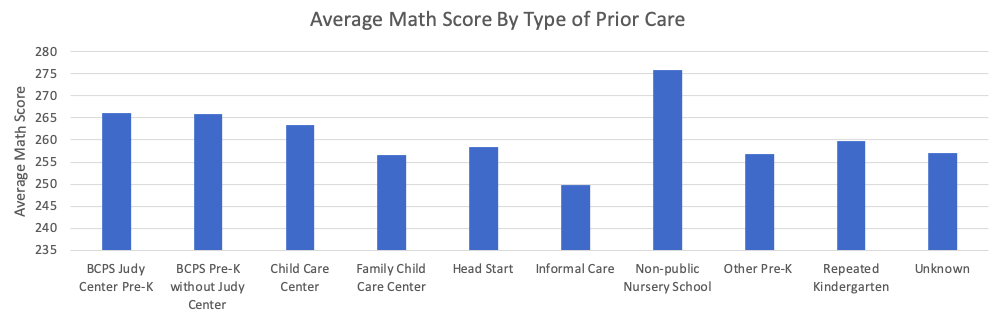 Average Math Score By Type of Prior Care
Average Math Score
280
275
270
265
260
255
250
245
240
235
BCPS Judy
Center Pre-K
BCPS Pre-K
without Judy
Center
Child Care
Center
Family Child
Care Center
Head Start
Informal Care
Non-public
Nursery School
Other Pre-K
Repeated
Kindergarten
Unknown